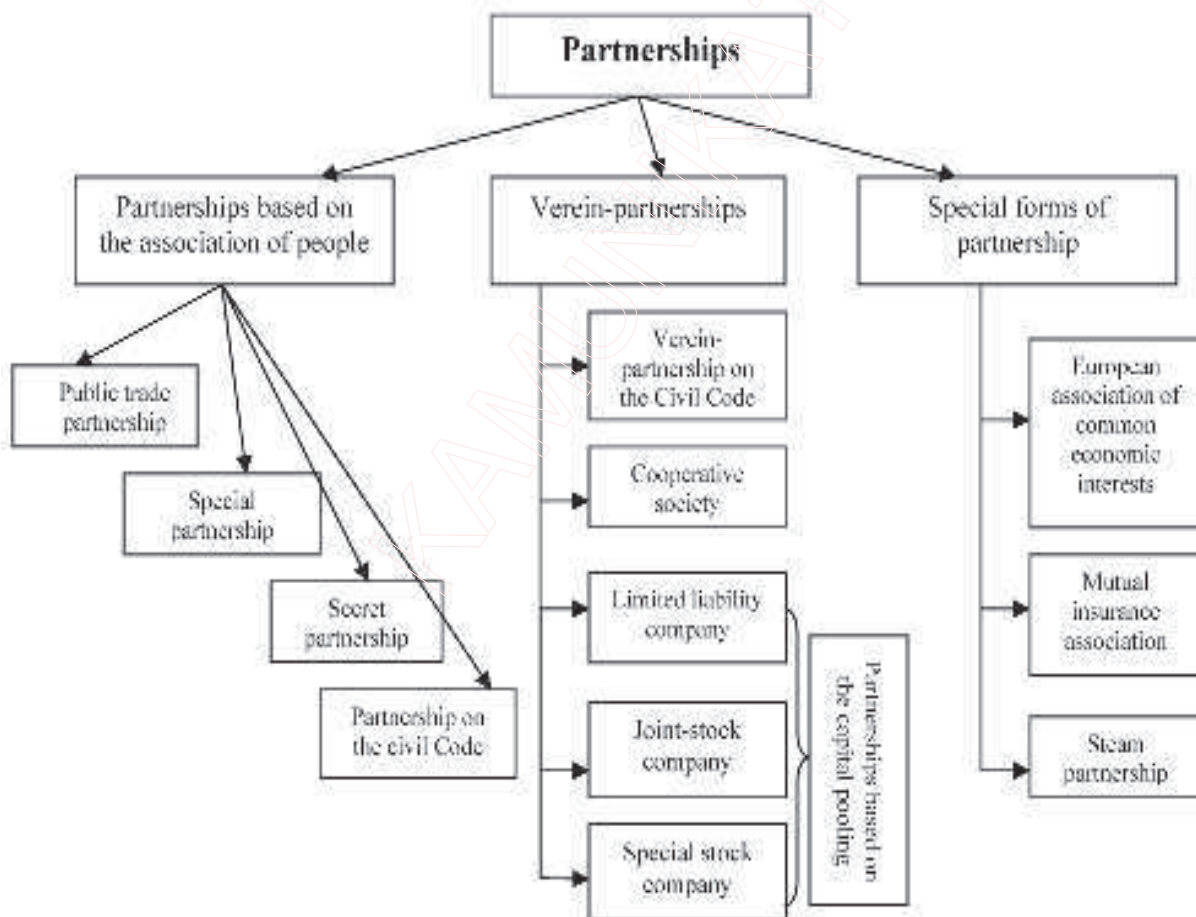 Partnerships
Partnerships based on
the association of people
Verein-partnerships
Special forms of
partnership
Public trade
partnership
Special
partnership
Secret
partnership
Partnership on
the civil Code
Verein-
partnership on
the Civil Code
Cooperative
society
Limited liability
company
Joint-stock
company
Special stock
company
Partnerships based on
the capital pooling
European
association of
common
economic
interests
Mutual
insurance
association
Steam
partnership